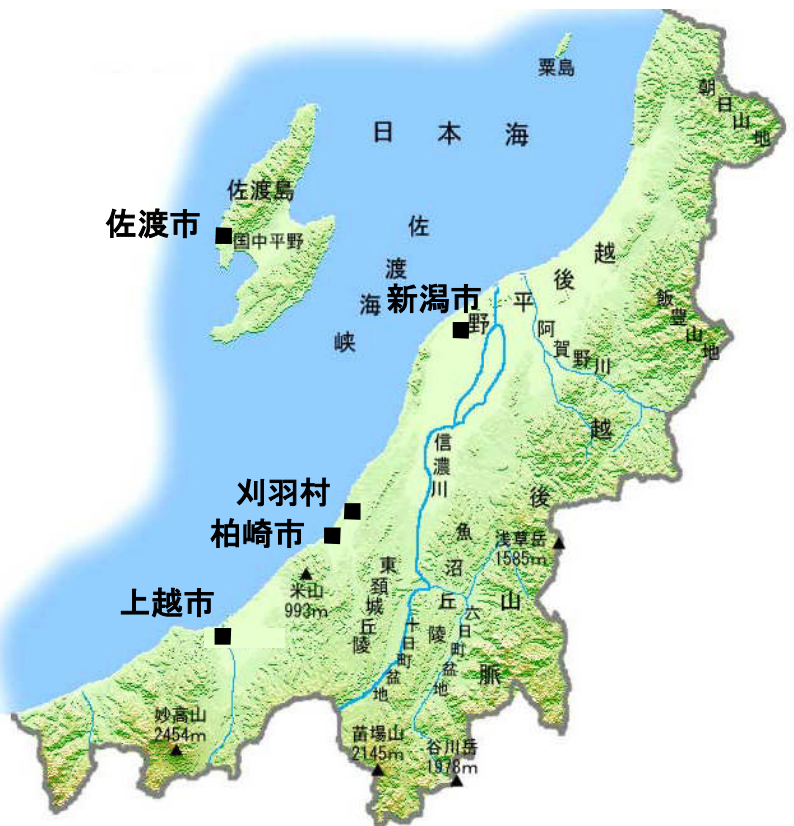 粟島
朝日山地
日本海
佐渡島
佐渡市
国中平野
佐渡海峡
越後平野
新潟市
飯豊山地
阿賀野川
信濃川
越後山脈
刈羽村
柏崎市
魚沼丘陵
浅草岳
1585m
東頸城丘陵
米山
993m
上越市
六日町盆地
十日町盆地
妙高山
2454m
苗場山
2145m
谷川岳
1978m